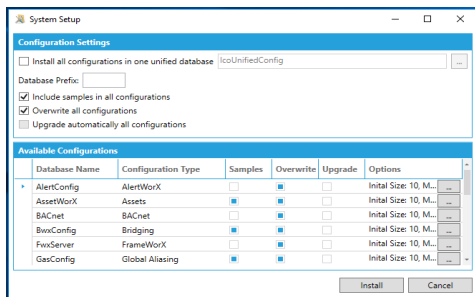 System Setup
Configuration Settings
Install all configurations in one unified database IcoUnifiedConfig ...
Database Prefix:
Include samples in all configurations
Overwrite all configurations
Upgrade automatically all configurations
Available Configurations
Database Name Configuration Type Samples Overwrite Upgrade Options
AlertConfig AlertWorX Inital Size: 10, M... ...
AssetWorX Assets Inital Size: 10, M... ...
BACnet BACnet Inital Size: 10, M... ...
BwxConfig Bridging Inital Size: 10, M... ...
FwxServer FrameWorX Inital Size: 10, M... ...
GasConfig Global Aliasing Inital Size: 10, M... ...
Install Cancel